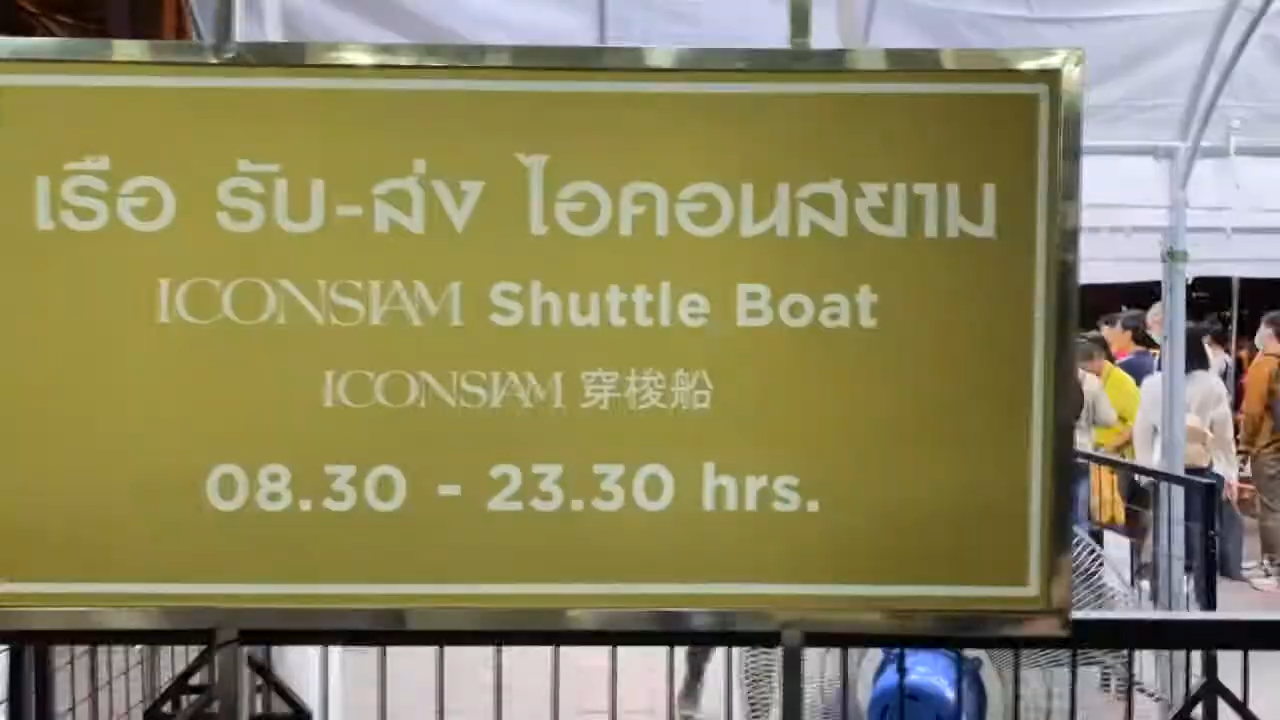 เรือ รับ-ส่ง ไอคอนสยาม
ICONSIAM Shuttle Boat
ICONSIAM 穿梭船
08.30 - 23.30 hrs.